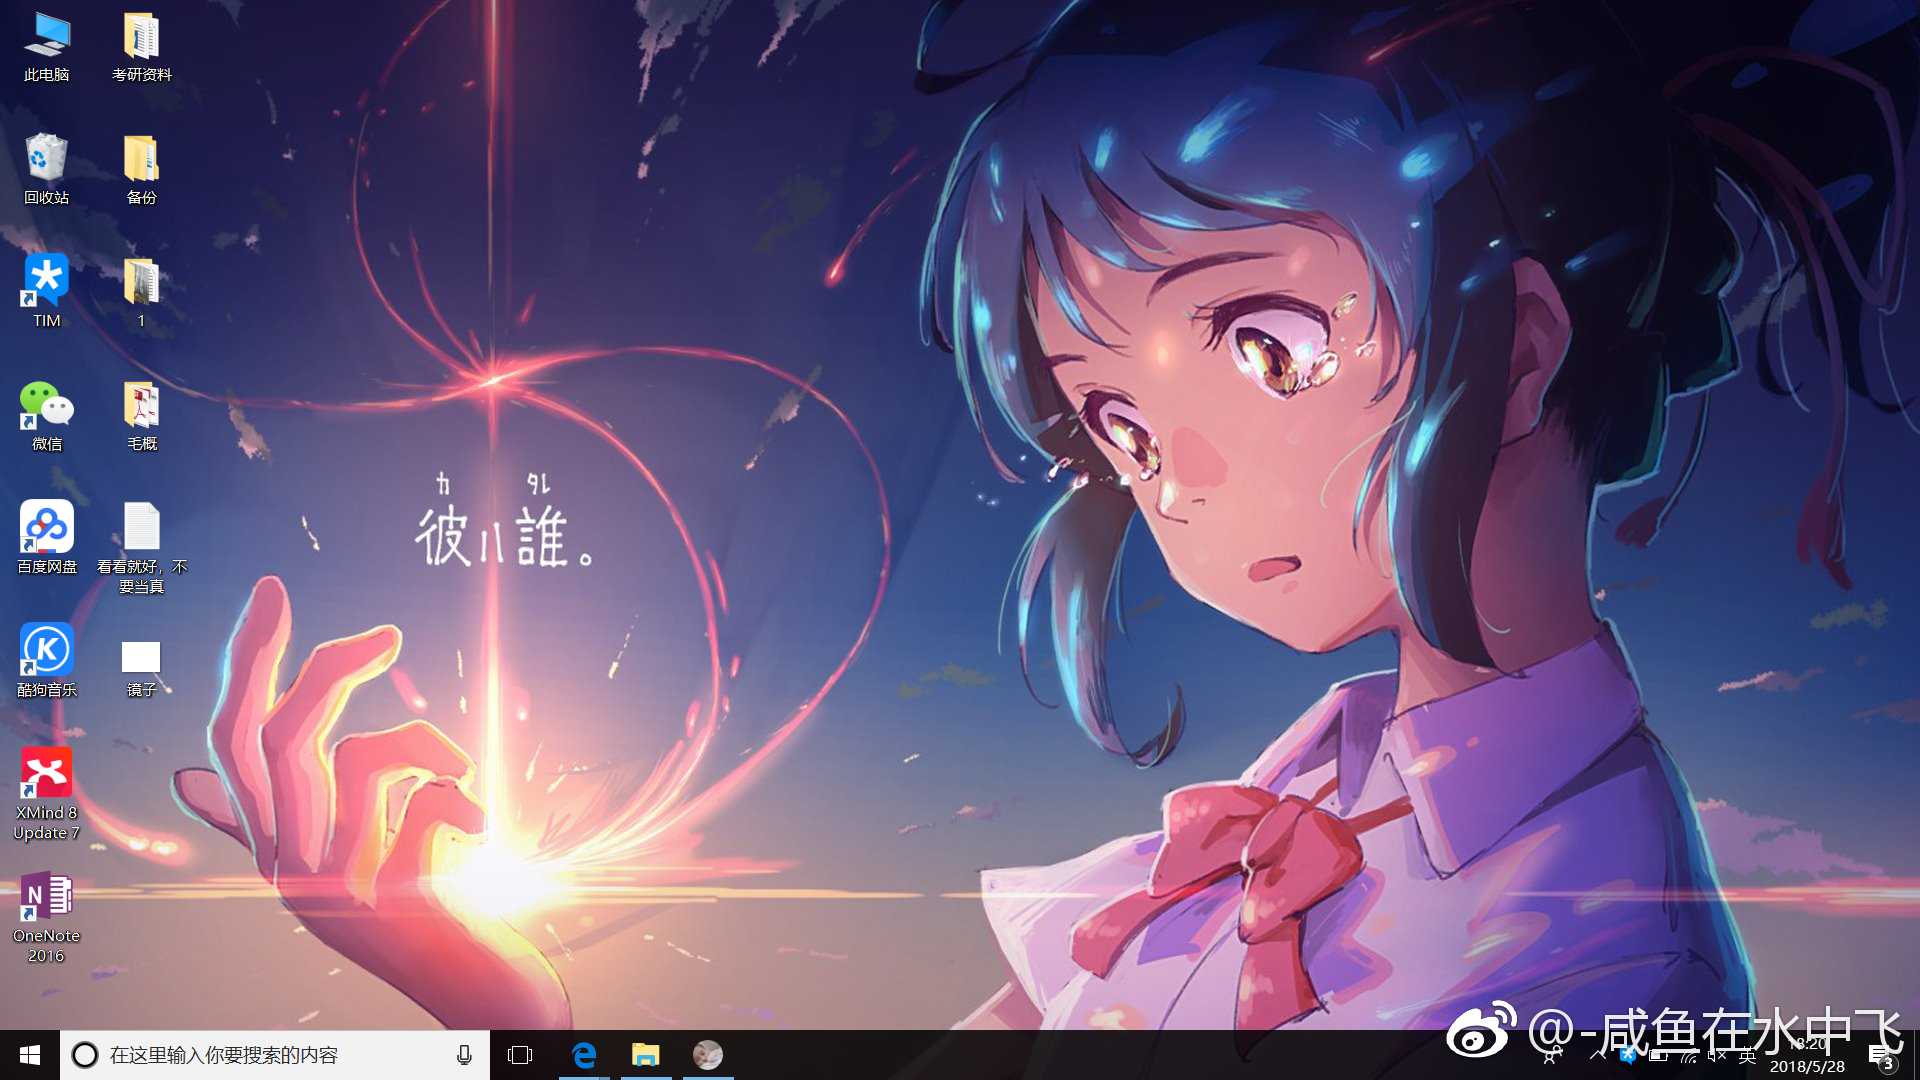 此电脑
考研资料
回收站
备份
TIM
1
微信
毛概
百度网盘
看看就好，不
要当真
酷狗音乐
镜子
XMind 8
Update 7
OneNote
2016
カ タレ
彼ハ誰。
在这里输入你要搜索的内容
@-咸鱼在水中飞
英
18:20
2018/5/28
3